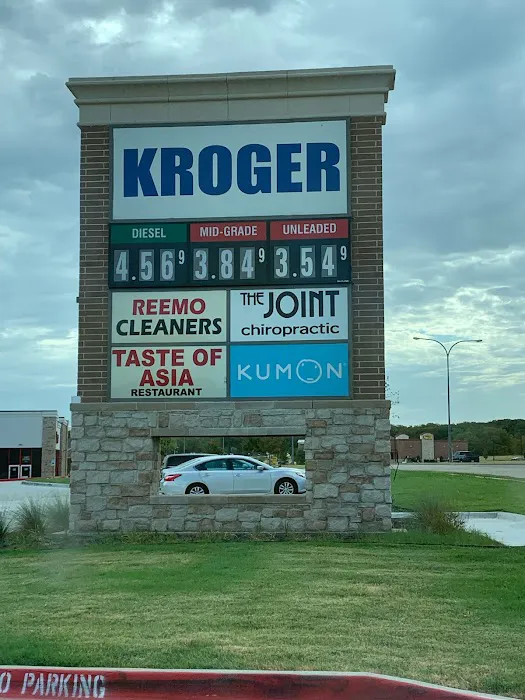 KROGER
DIESEL MID-GRADE UNLEADED
4.56 9 3.84 9 3.54 9
REEMO
CLEANERS
THE JOINT
chiropractic
TASTE OF
ASIA
RESTAURANT
KUMON
O PARKING